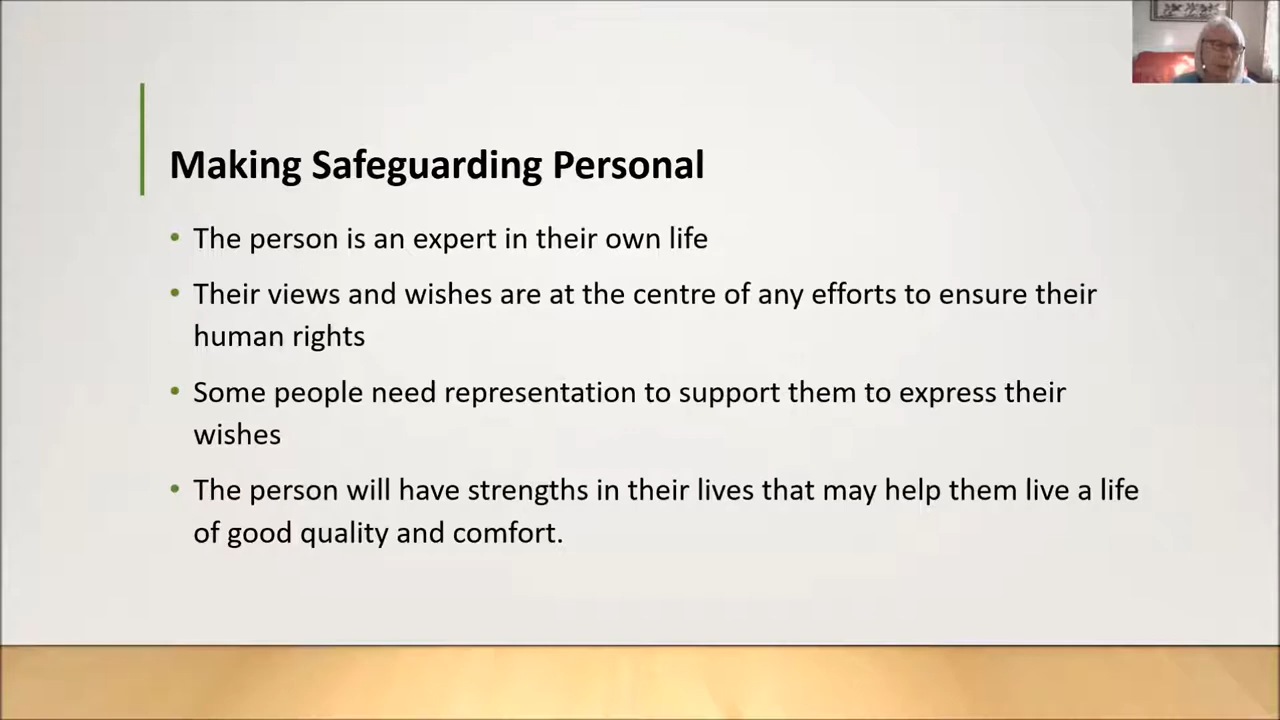 Making Safeguarding Personal
• The person is an expert in their own life
• Their views and wishes are at the centre of any efforts to ensure their
human rights
• Some people need representation to support them to express their
wishes
• The person will have strengths in their lives that may help them live a life
of good quality and comfort.